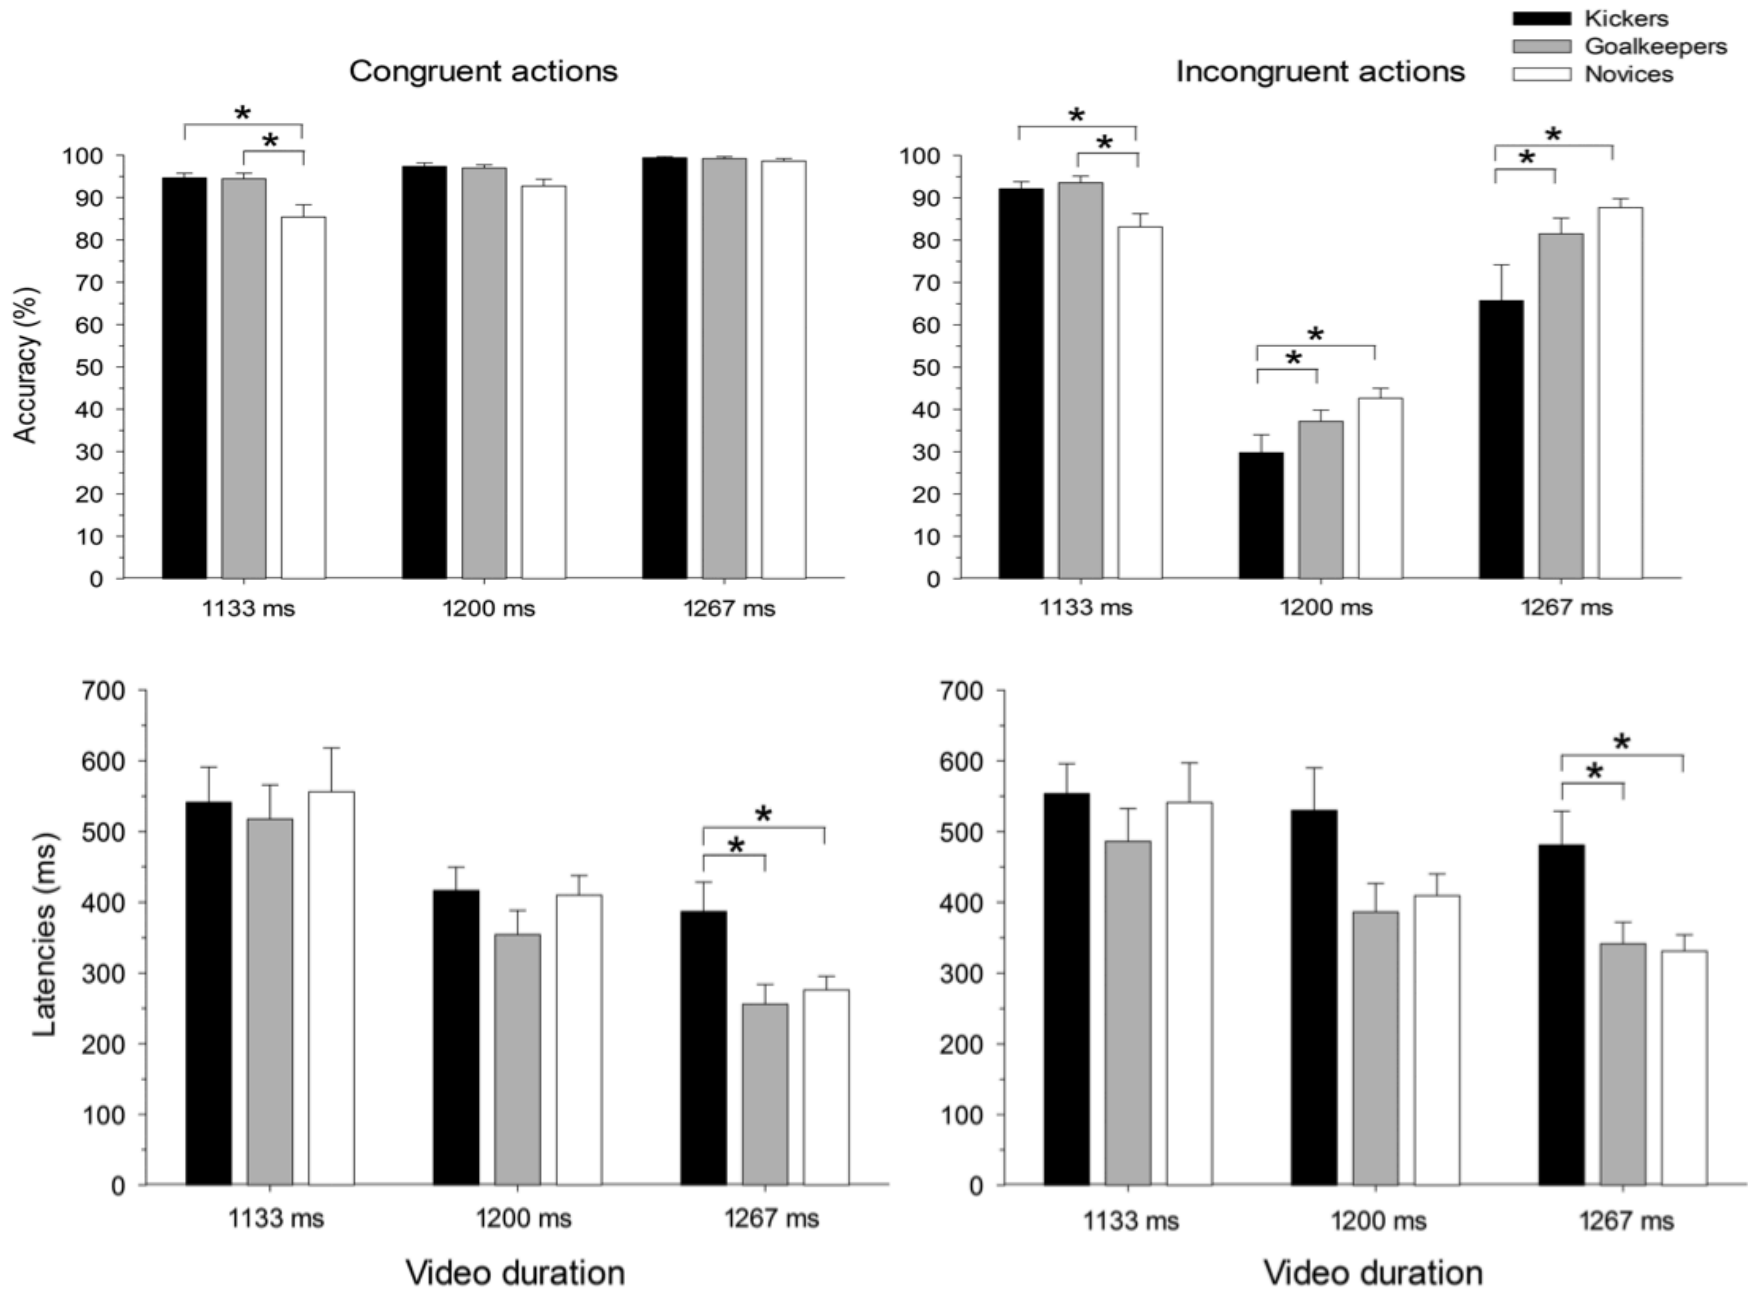 Kickers
Goalkeepers
Novices
Congruent actions
Incongruent actions
* *
100
90
80
70
60
50
40
30
20
10
0
Accuracy (%)
1133 ms 1200 ms 1267 ms
* * * * * *
100
90
80
70
60
50
40
30
20
10
0
1133 ms 1200 ms 1267 ms
700
600
500
400
300
200
100
0
Latencies (ms)
* *
1133 ms 1200 ms 1267 ms
Video duration
700
600
500
400
300
200
100
0
* *
1133 ms 1200 ms 1267 ms
Video duration